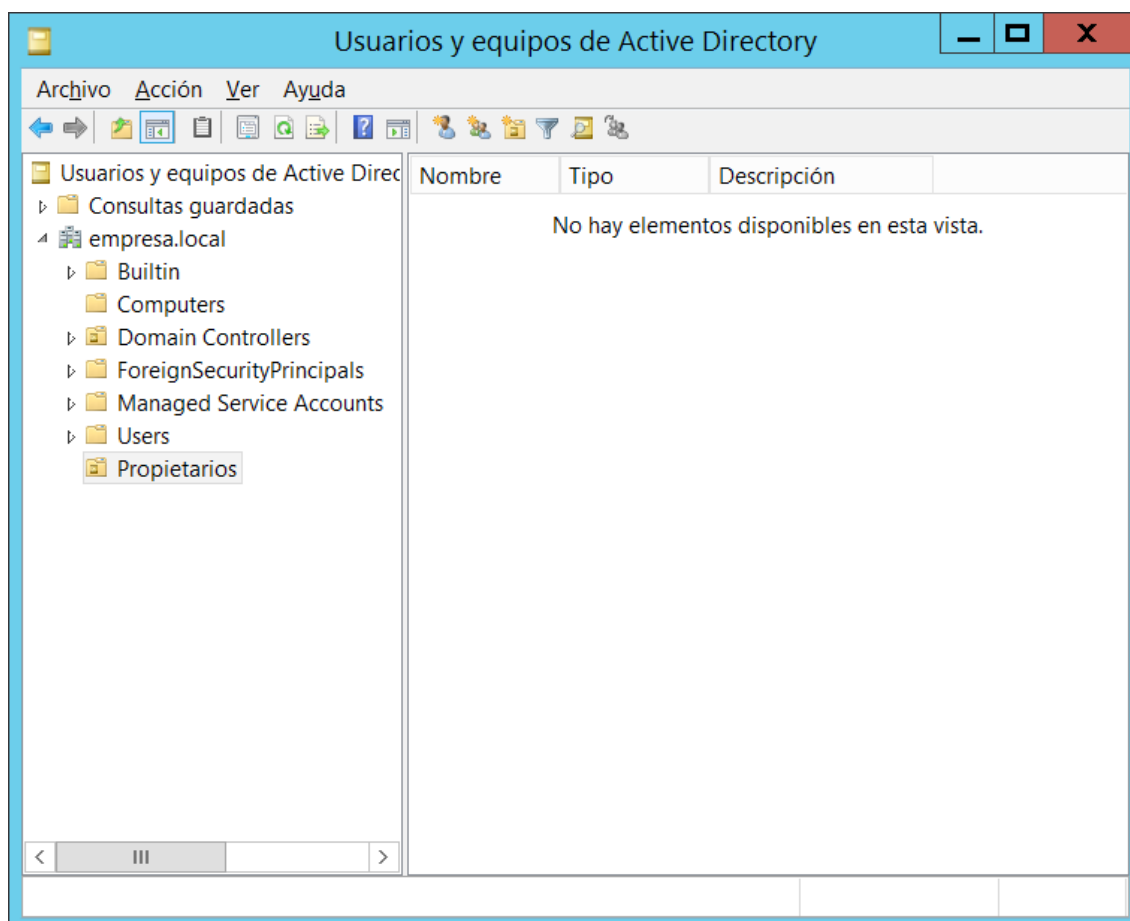 Usuarios y equipos de Active Directory
Archivo Acción Ver Ayuda
Usuarios y equipos de Active Direc
Consultas guardadas
empresa.local
Builtin
Computers
Domain Controllers
ForeignSecurityPrincipals
Managed Service Accounts
Users
Propietarios
Nombre Tipo Descripción
No hay elementos disponibles en esta vista.